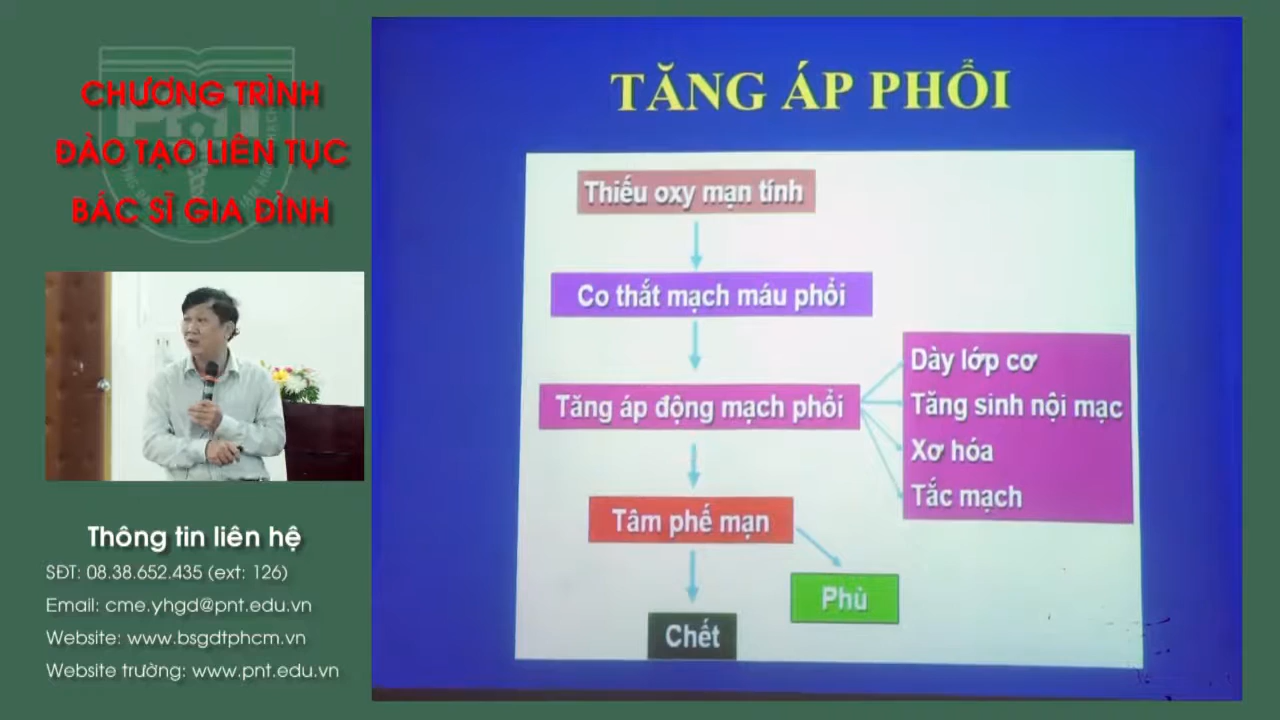 CHƯƠNG TRÌNH
ĐÀO TẠO LIÊN TỤC
BÁC SĨ GIA ĐÌNH
Thông tin liên hệ
SĐT: 08.38.652.435 (ext: 126)
Email: cme.yhgd@pnt.edu.vn
Website: www.bsgdtphcm.vn
Website trường: www.pnt.edu.vn
TĂNG ÁP PHỔI
Thiếu oxy mạn tính
Co thắt mạch máu phổi
Tăng áp động mạch phổi
Dày lớp cơ
Tăng sinh nội mạc
Xơ hóa
Tắc mạch
Tâm phế mạn
Phù
Chết